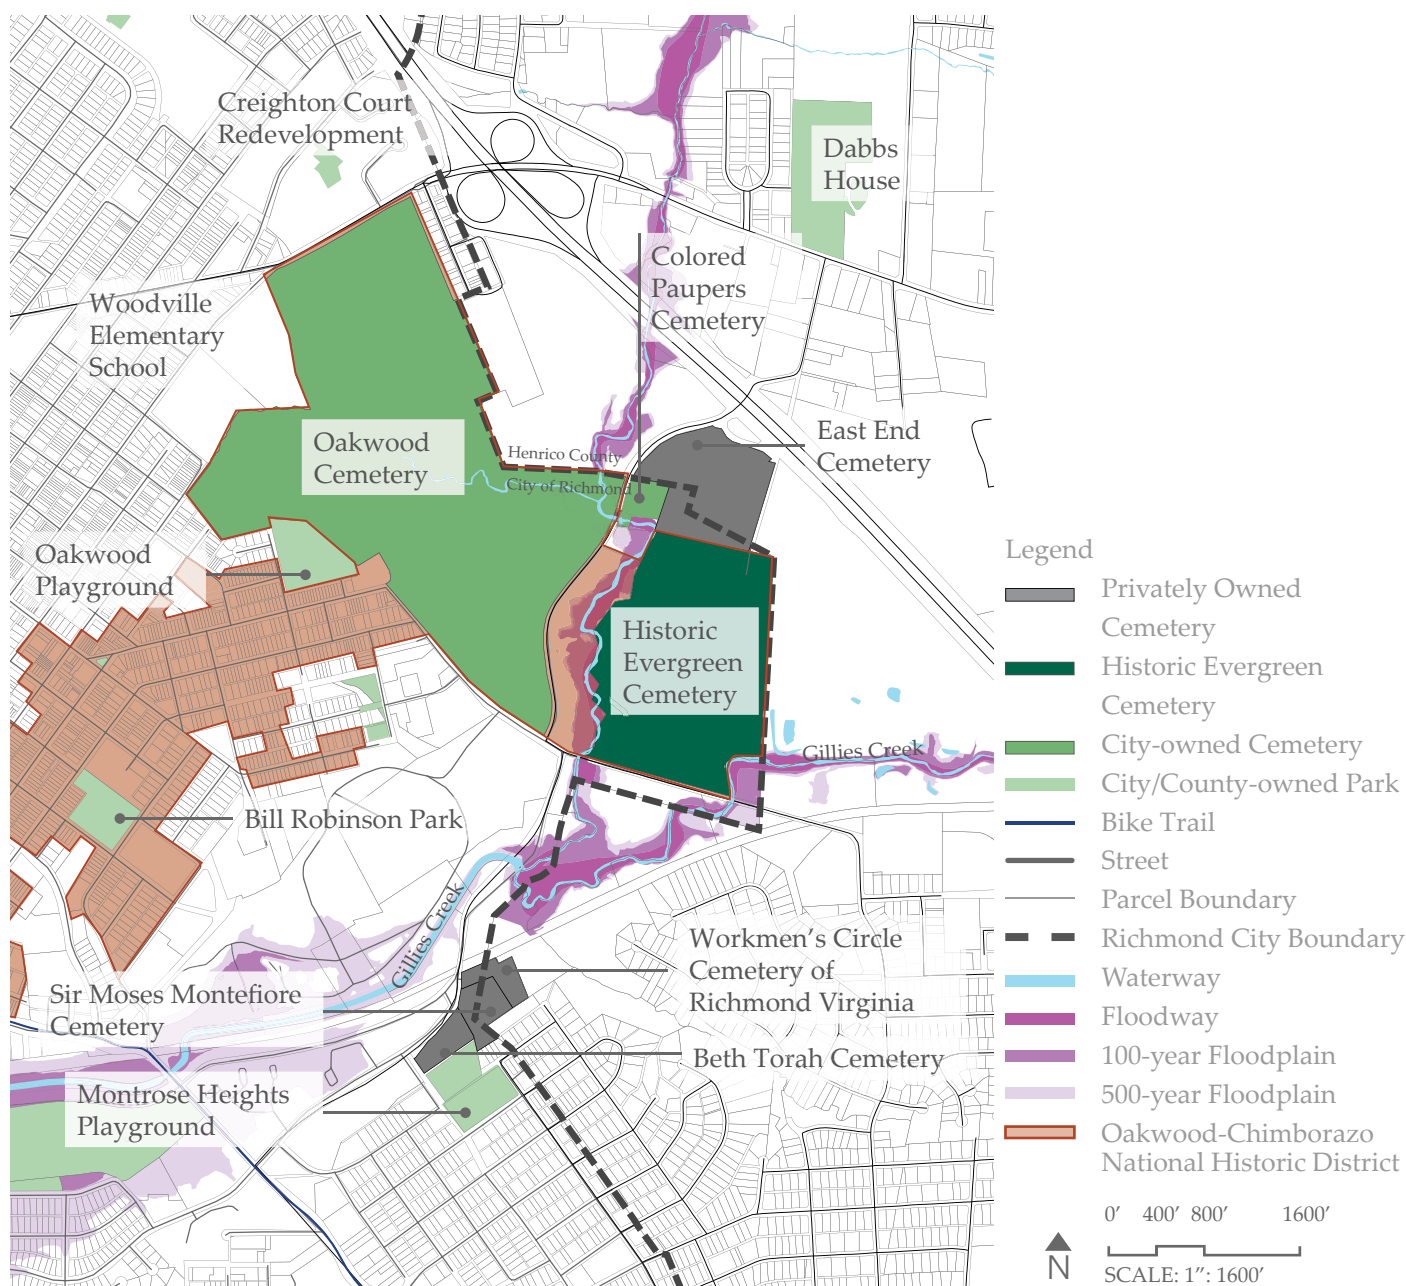 Creighton Court
Redevelopment
Dabbs
House
Colored
Paupers
Cemetery
Woodville
Elementary
School
Oakwood
Cemetery
East End
Cemetery
Henrico County
City of Richmond
Oakwood
Playground
Historic
Evergreen
Cemetery
Gillies Creek
Bill Robinson Park
Gillies Creek
Workmen's Circle
Cemetery of
Richmond Virginia
Sir Moses Montefiore
Cemetery
Beth Torah Cemetery
Montrose Heights
Playground
Legend
Privately Owned
Cemetery
Historic Evergreen
Cemetery
City-owned Cemetery
City/County-owned Park
Bike Trail
Street
Parcel Boundary
Richmond City Boundary
Waterway
Floodway
100-year Floodplain
500-year Floodplain
Oakwood-Chimborazo
National Historic District
0' 400' 800' 1600'
N
SCALE: 1": 1600'